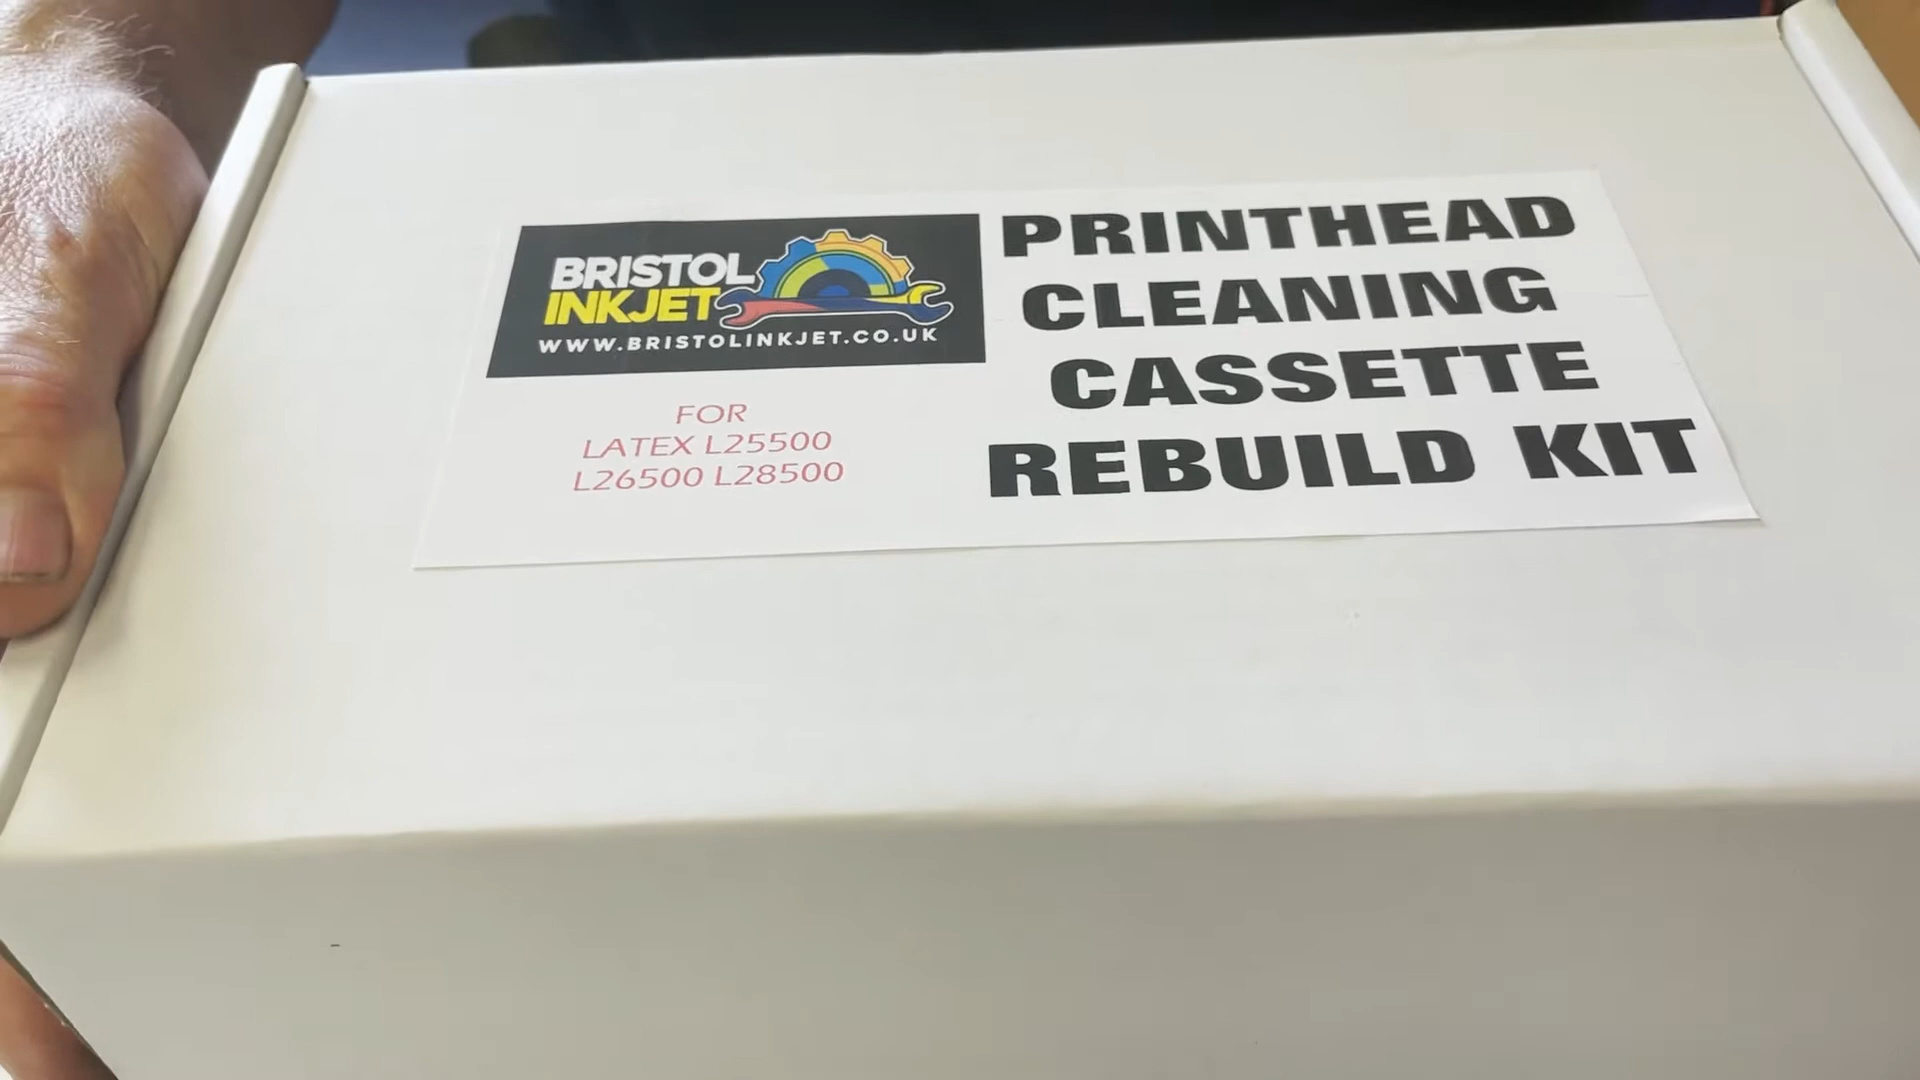 BRISTOL
INKJET
WWW.BRISTOLINKJET.CO.UK
FOR
LATEX L25500
L26500 L28500
PRINTHEAD
CLEANING
CASSETTE
REBUILD KIT